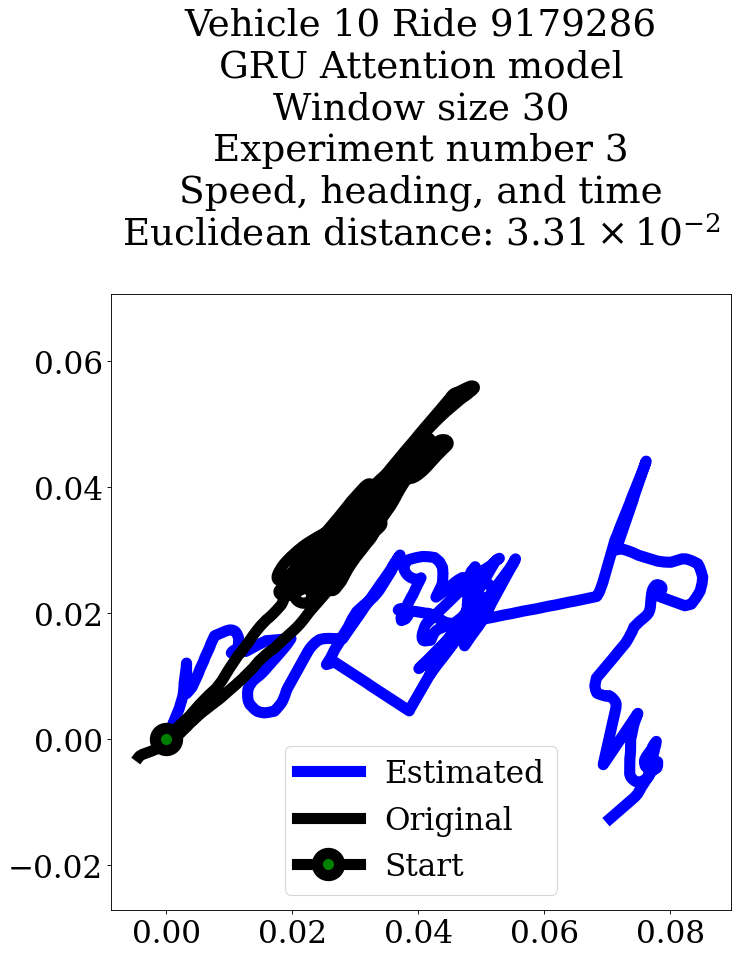 Vehicle 10 Ride 9179286
GRU Attention model
Window size 30
Experiment number 3
Speed, heading, and time
Euclidean distance: 3.31 × 10⁻²
0.06
0.04
0.02
0.00
−0.02
Estimated
Original
Start
0.00 0.02 0.04 0.06 0.08